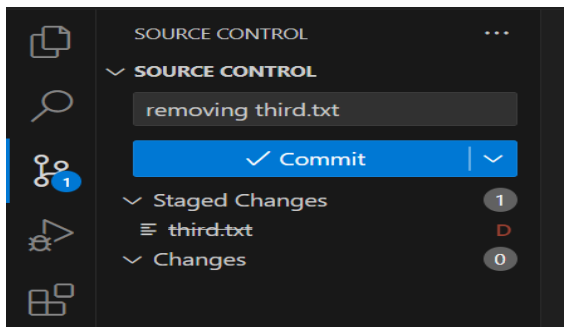 SOURCE CONTROL ...
SOURCE CONTROL
removing third.txt
Commit
1
Staged Changes 1
third.txt D
Changes 0